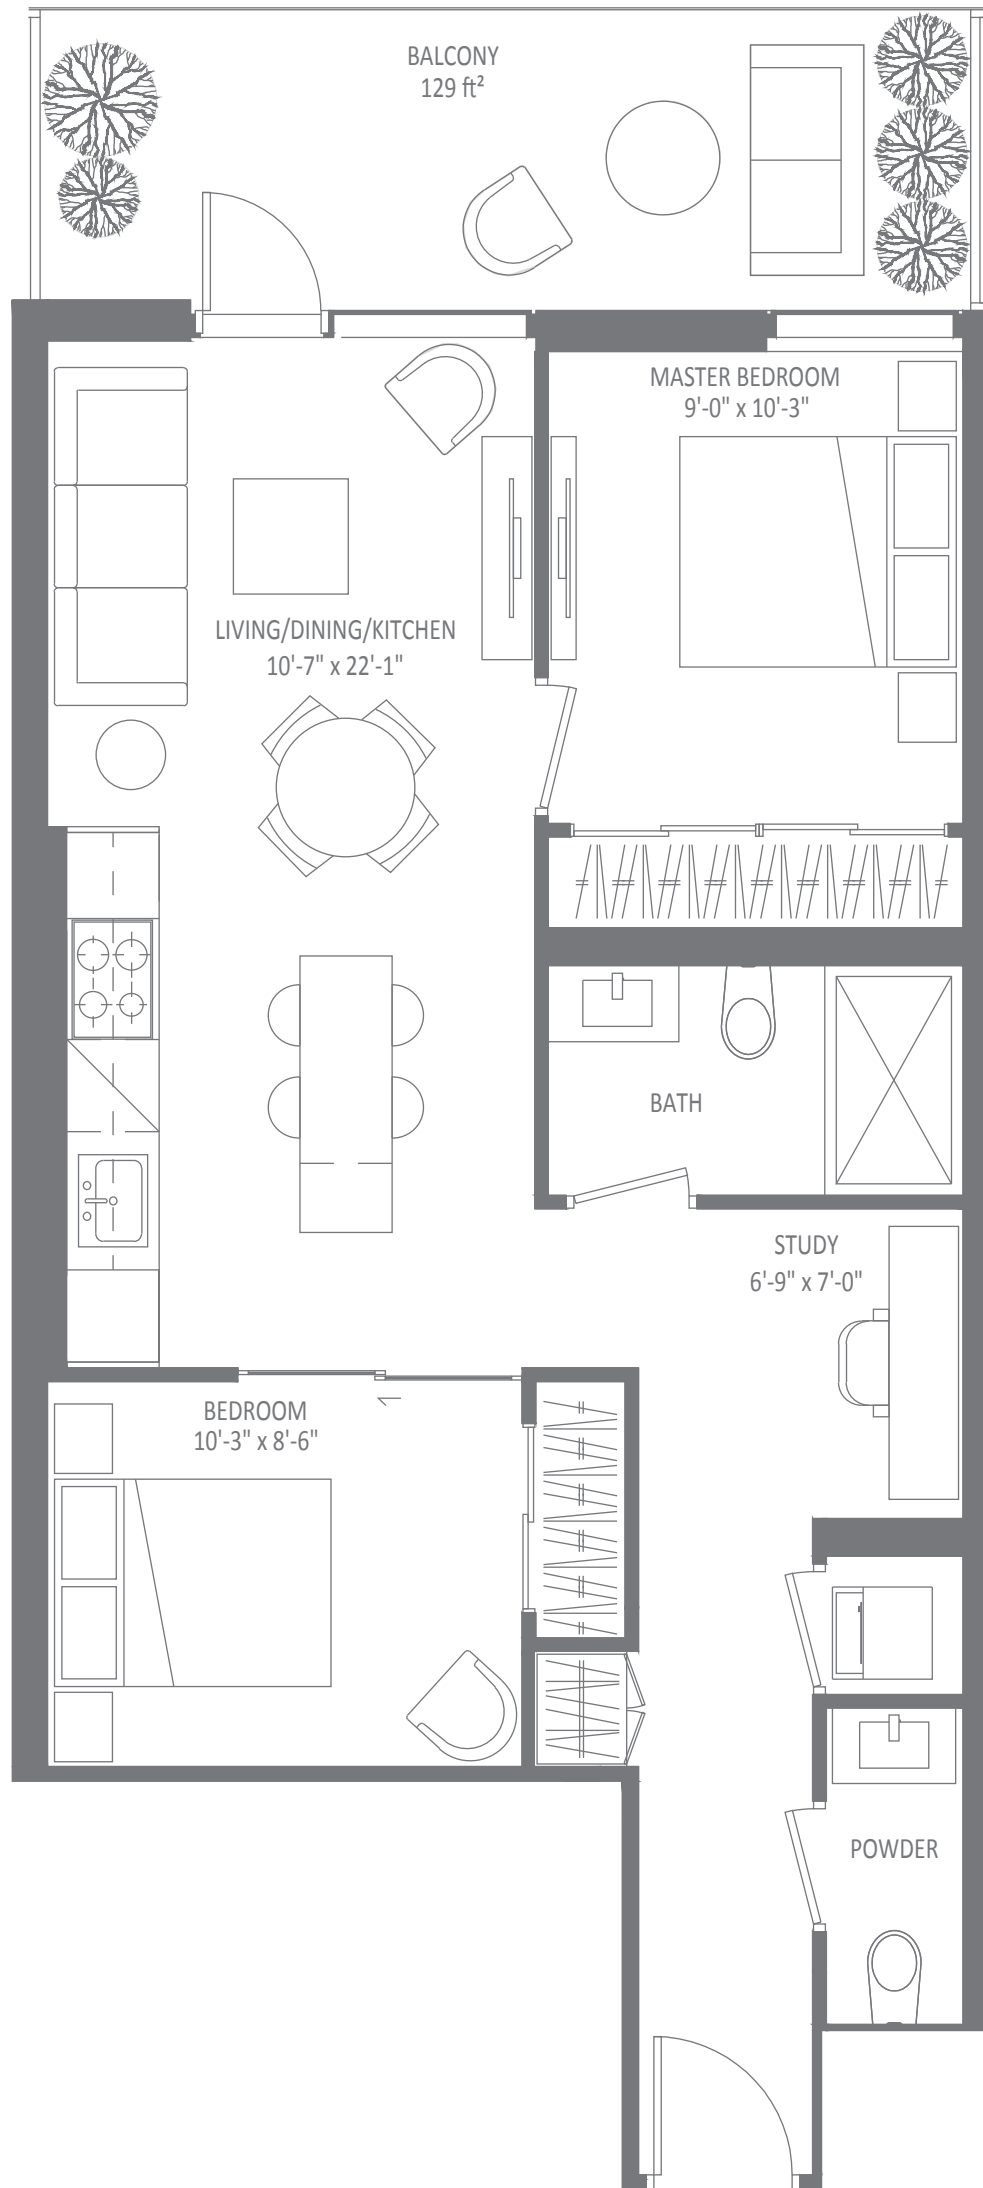 BALCONY
129 ft²
MASTER BEDROOM
9'-0" x 10'-3"
LIVING/DINING/KITCHEN
10'-7" x 22'-1"
BATH
STUDY
6'-9" x 7'-0"
BEDROOM
10'-3" x 8'-6"
POWDER